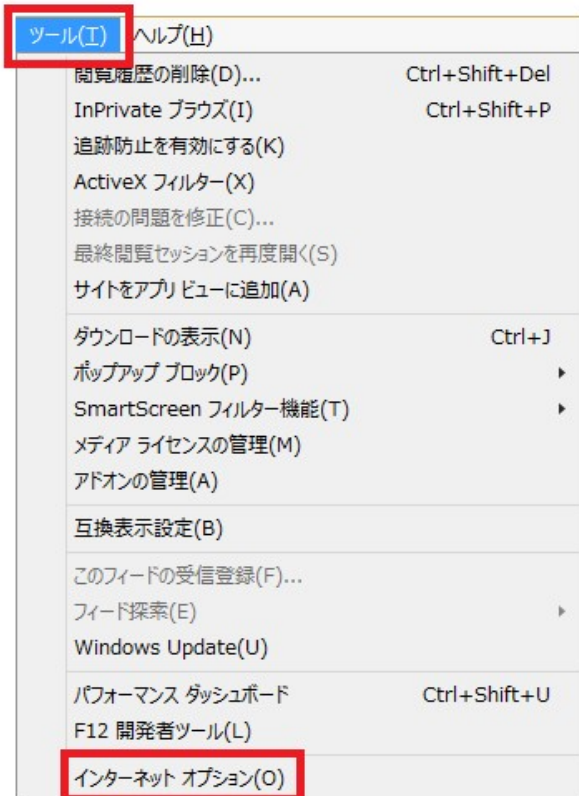 ツール(T) ヘルプ(H)
閲覧履歴の削除(D)... Ctrl+Shift+Del
InPrivate ブラウズ(I) Ctrl+Shift+P
追跡防止を有効にする(K)
ActiveX フィルター(X)
接続の問題を修正(C)...
最終閲覧セッションを再度開く(S)
サイトをアプリ ビューに追加(A)
ダウンロードの表示(N) Ctrl+J
ポップアップ ブロック(P)
SmartScreen フィルター機能(T)
メディア ライセンスの管理(M)
アドオンの管理(A)
互換表示設定(B)
このフィードの受信登録(F)...
フィード探索(E)
Windows Update(U)
パフォーマンス ダッシュボード Ctrl+Shift+U
F12 開発者ツール(L)
インターネット オプション(O)